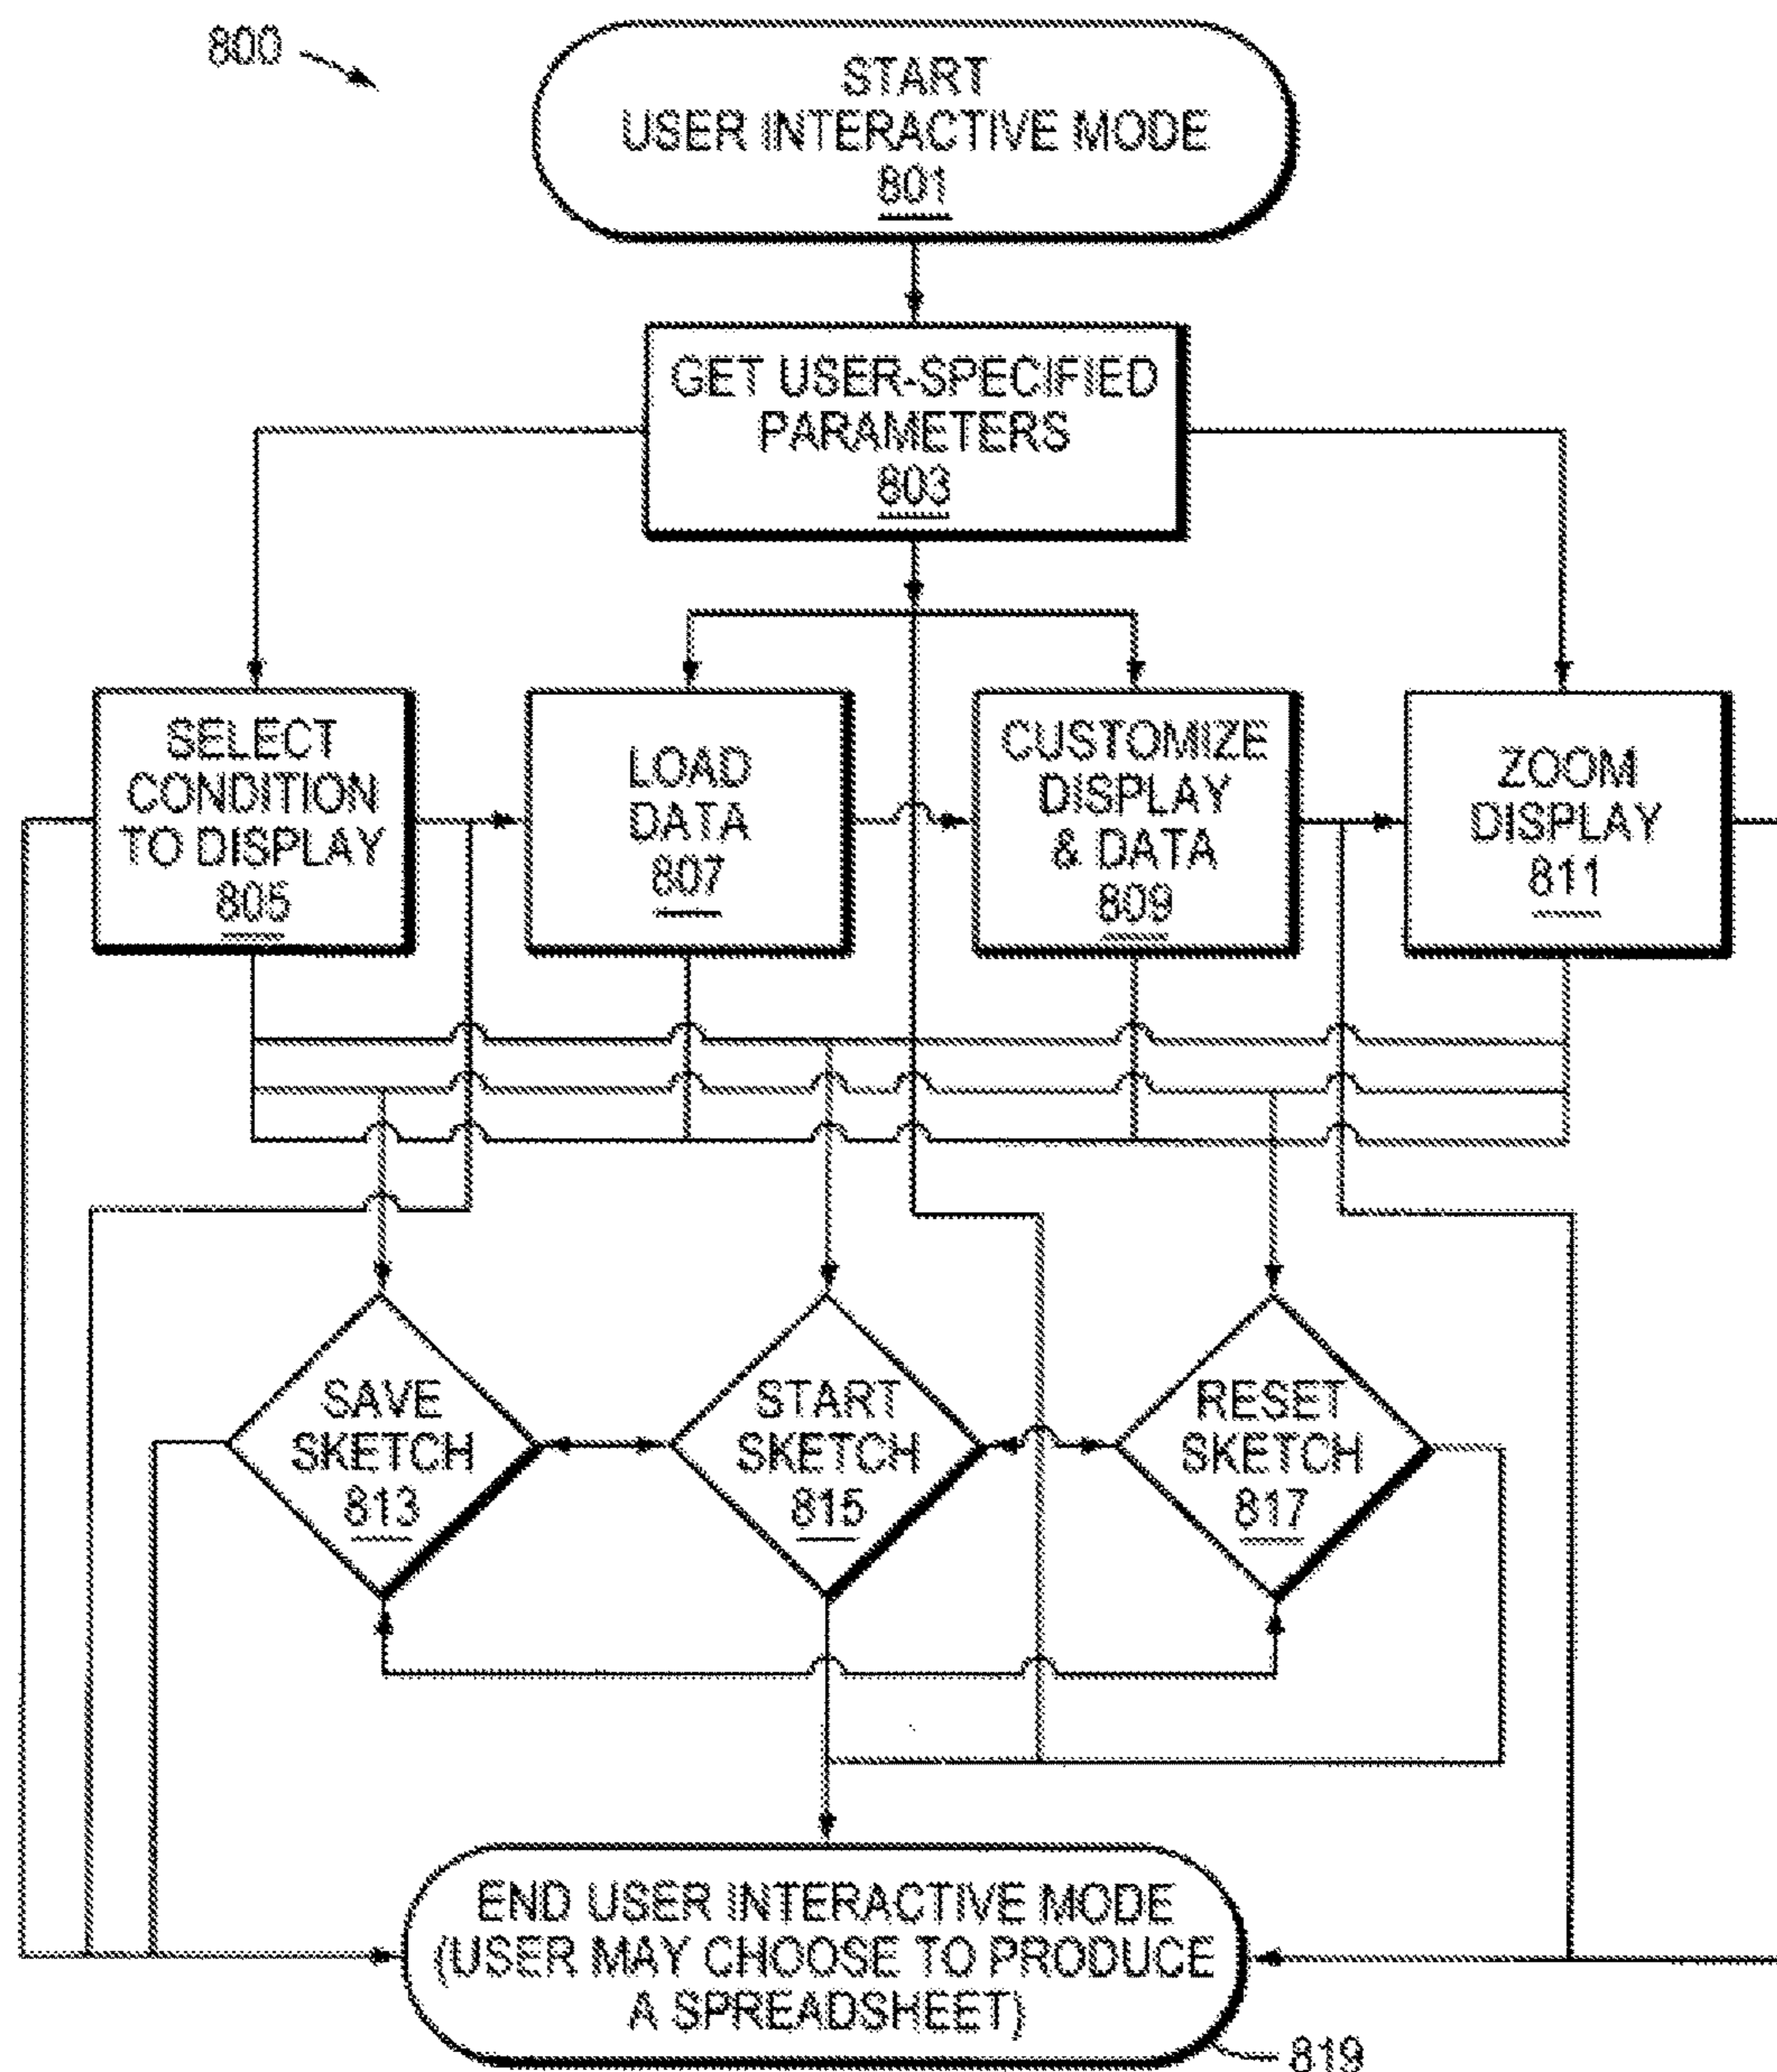 800
START
USER INTERACTIVE MODE
801
GET USER-SPECIFIED
PARAMETERS
803
SELECT
CONDITION
TO DISPLAY
805
LOAD
DATA
807
CUSTOMIZE
DISPLAY
& DATA
809
ZOOM
DISPLAY
811
SAVE
SKETCH
813
START
SKETCH
815
RESET
SKETCH
817
END USER INTERACTIVE MODE
(USER MAY CHOOSE TO PRODUCE
A SPREADSHEET)
819